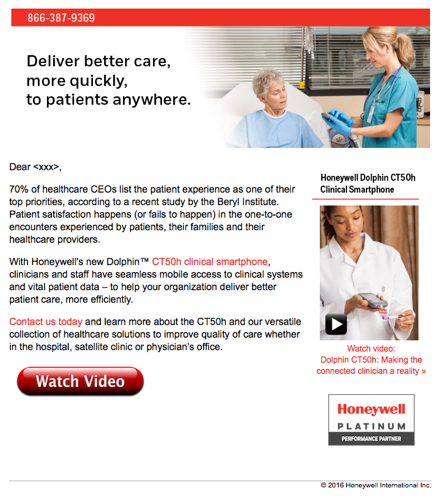 866-387-9369
Deliver better care,
more quickly,
to patients anywhere.
Dear <xxx>,
70% of healthcare CEOs list the patient experience as one of their
top priorities, according to a recent study by the Beryl Institute.
Patient satisfaction happens (or fails to happen) in the one-to-one
encounters experienced by patients, their families and their
healthcare providers.
With Honeywell's new Dolphin™ CT50h clinical smartphone,
clinicians and staff have seamless mobile access to clinical systems
and vital patient data – to help your organization deliver better
patient care, more efficiently.
Contact us today and learn more about the CT50h and our versatile
collection of healthcare solutions to improve quality of care whether
in the hospital, satellite clinic or physician's office.
Watch Video
Honeywell Dolphin CT50h
Clinical Smartphone
Watch video:
Dolphin CT50h: Making the
connected clinician a reality »
Honeywell
PLATINUM
PERFORMANCE PARTNER
© 2016 Honeywell International Inc.